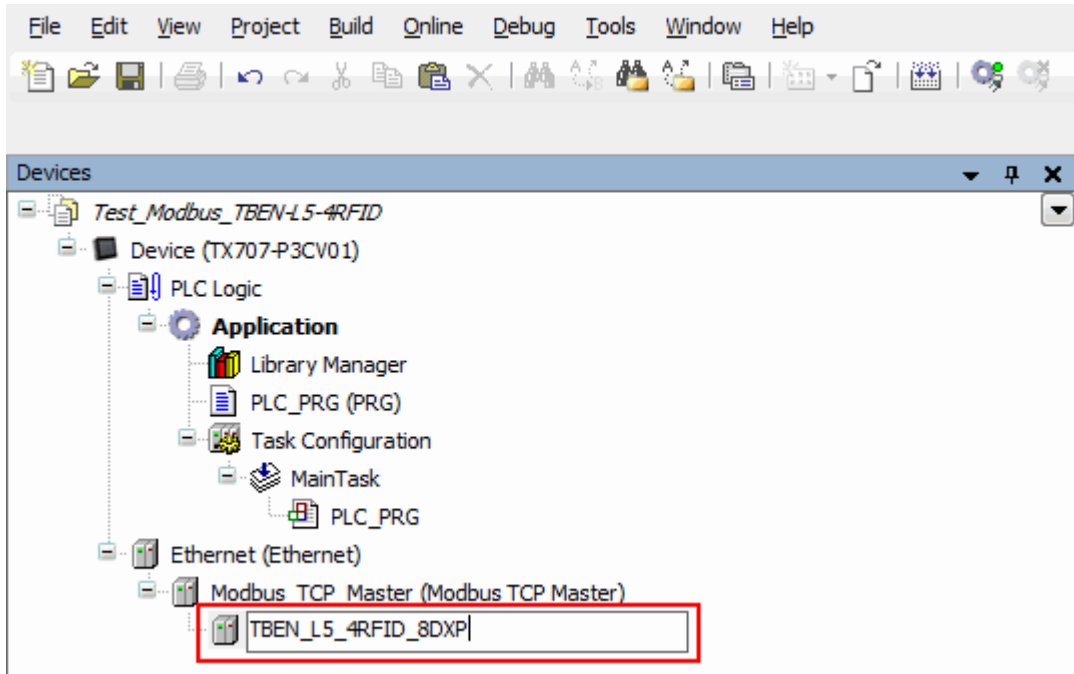 File Edit View Project Build Online Debug Tools Window Help
Devices
Test_Modbus_TBEN-L5-4RFID
Device (TX707-P3CV01)
PLC Logic
Application
Library Manager
PLC_PRG (PRG)
Task Configuration
MainTask
PLC_PRG
Ethernet (Ethernet)
Modbus_TCP_Master (Modbus TCP Master)
TBEN_L5_4RFID_8DXP